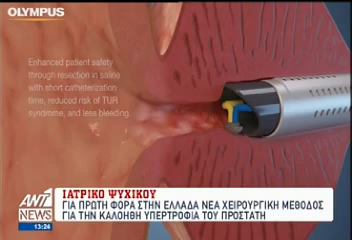 OLYMPUS
Enhanced patient safety
through resection in saline
with short catheterization
time, reduced risk of TUR
syndrome, and less bleeding.
ΙΑΤΡΙΚΟ ΨΥΧΙΚΟΥ
ΓΙΑ ΠΡΩΤΗ ΦΟΡΑ ΣΤΗΝ ΕΛΛΑΔΑ ΝΕΑ ΧΕΙΡΟΥΡΓΙΚΗ ΜΕΘΟΔΟΣ
ΓΙΑ ΤΗΝ ΚΑΛΟΗΘΗ ΥΠΕΡΤΡΟΦΙΑ ΤΟΥ ΠΡΟΣΤΑΤΗ
ΑΝΤ1
NEWS
13:24